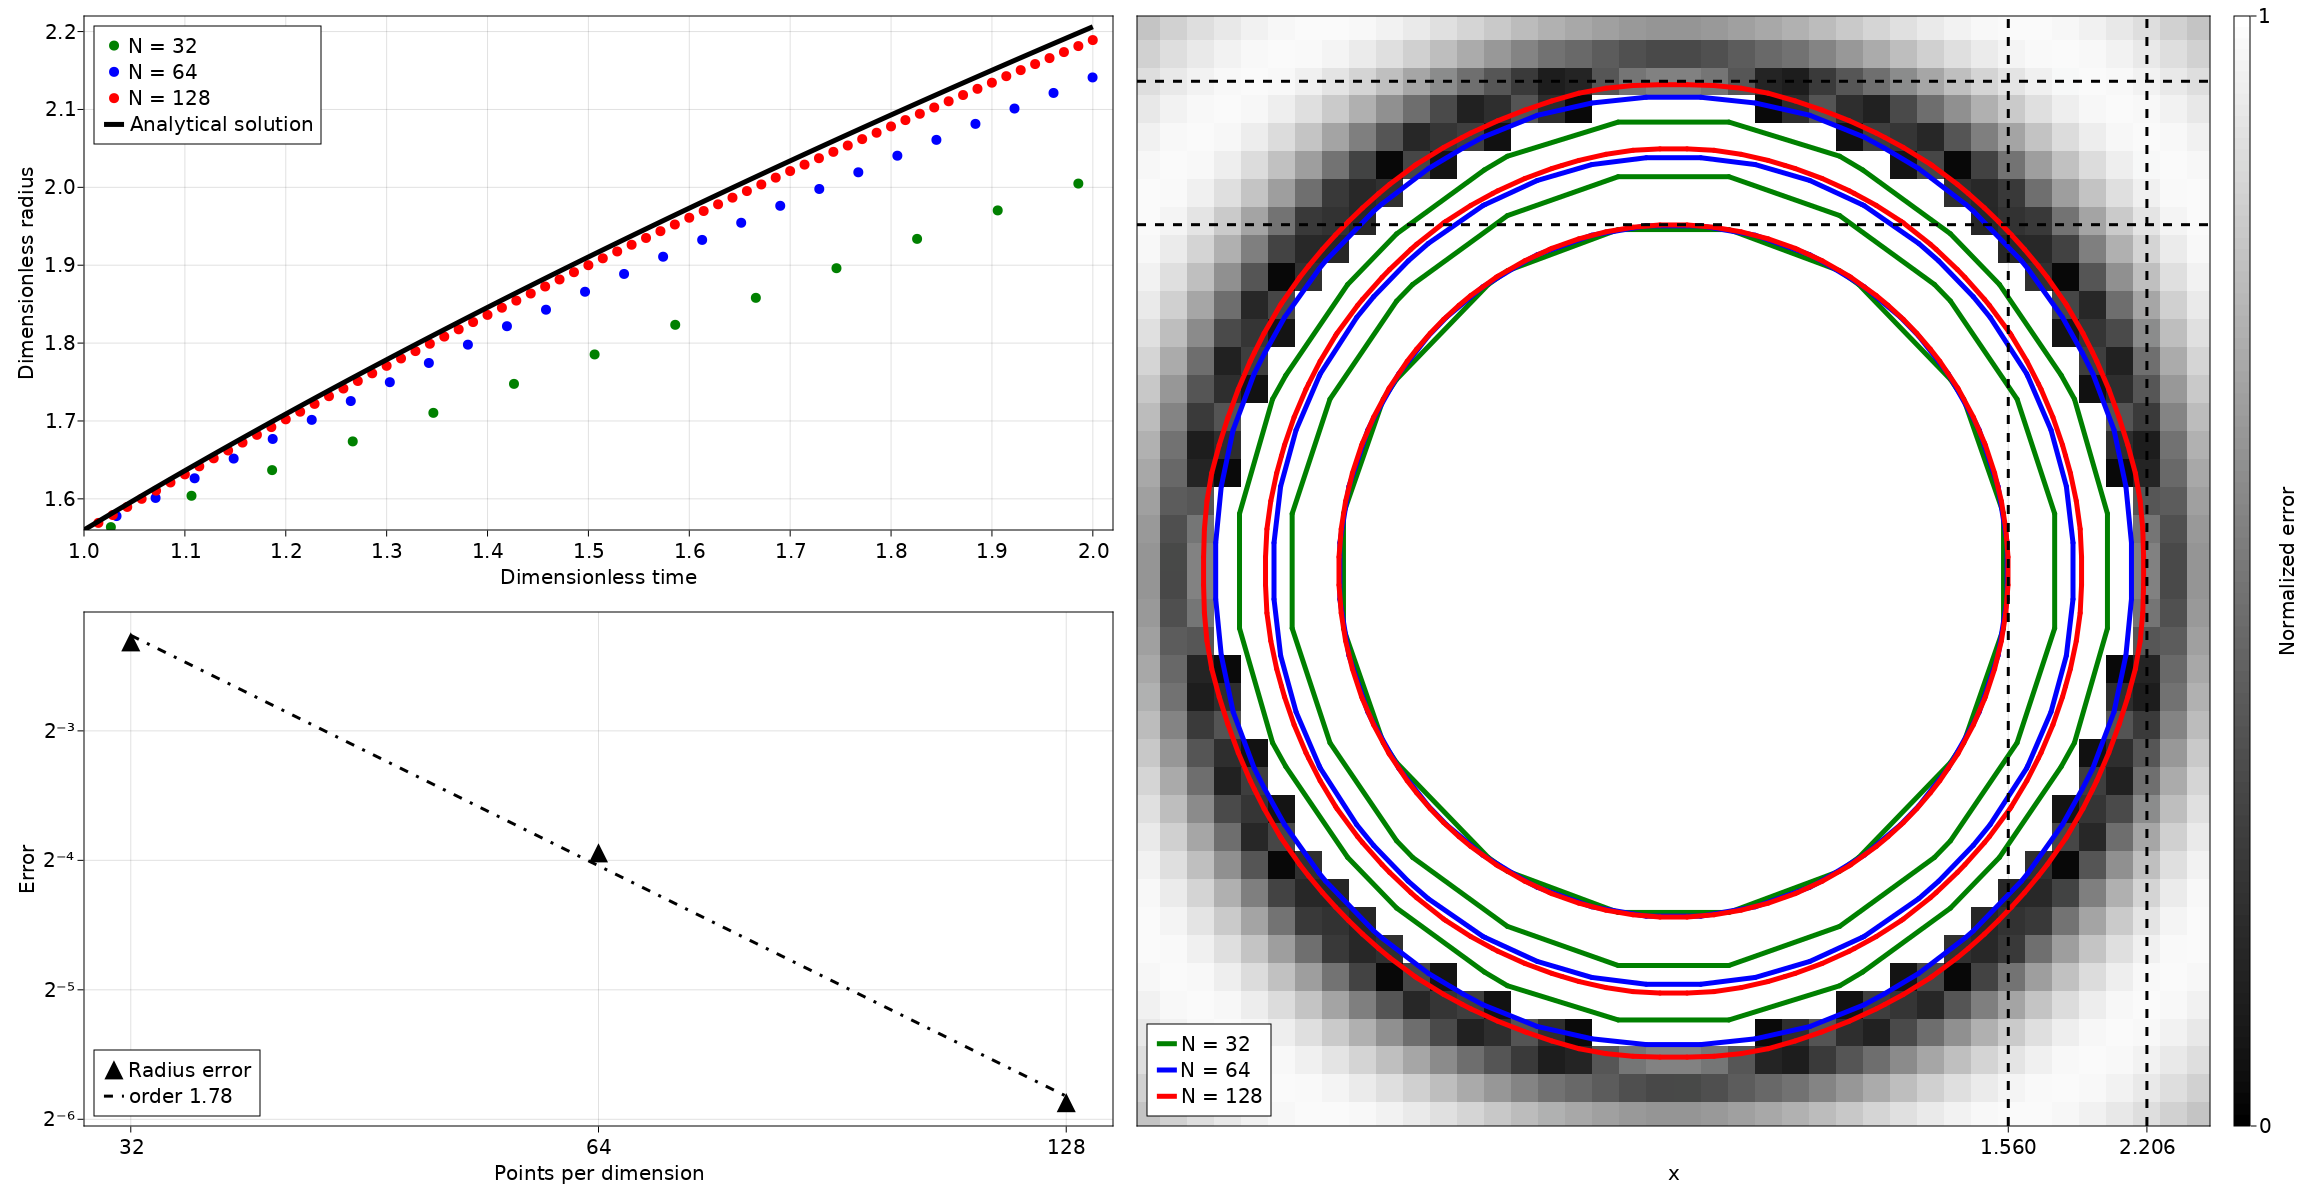 N = 32
N = 64
N = 128
Analytical solution
Dimensionless radius
2.2
2.1
2.0
1.9
1.8
1.7
1.6
1.0 1.1 1.2 1.3 1.4 1.5 1.6 1.7 1.8 1.9 2.0
Dimensionless time
Error
2⁻³
2⁻⁴
2⁻⁵
2⁻⁶
Radius error
order 1.78
32 64 128
Points per dimension
N = 32
N = 64
N = 128
1.560 2.206
x
1
0
Normalized error